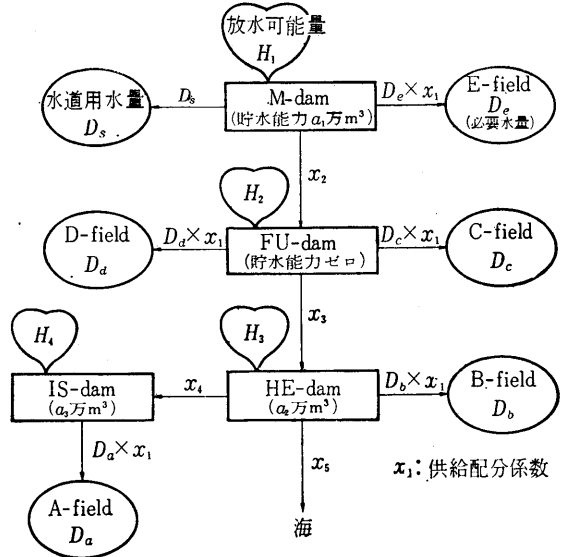 放水可能量
H₁
水道用水量
Dₛ
Dₛ
M-dam
(貯水能力a₁万m³)
Dₑ×x₁
E-field
Dₑ
(必要水量)
x₂
H₂
D-field
D_d
D_d×x₁
FU-dam
(貯水能力ゼロ)
D_c×x₁
C-field
D_c
x₃
H₄
H₃
IS-dam
(a₃万m³)
x₄
HE-dam
(a₂万m³)
D_b×x₁
B-field
D_b
Dₐ×x₁
x₅
x₁: 供給配分係数
A-field
Dₐ
海